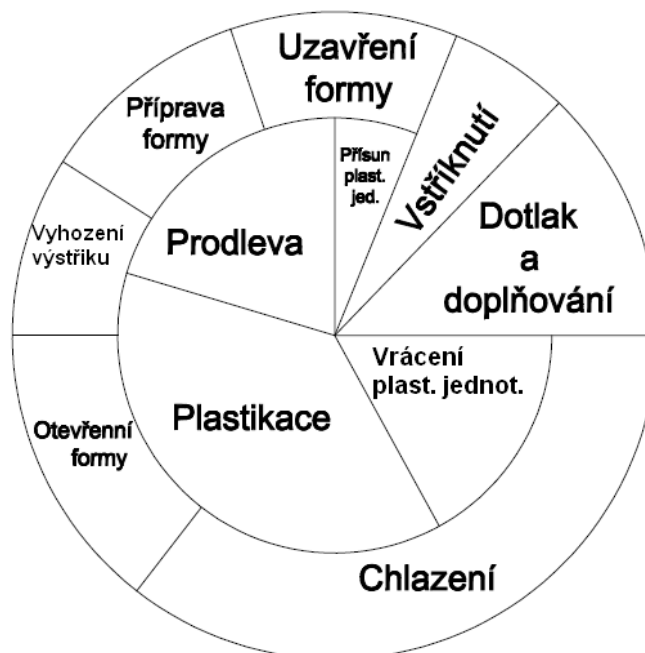 Uzavření
formy
Příprava
formy
Přísun
plast.
jed.
Vstříknutí
Dotlak
a
doplňování
Vyhození
výstřiku
Prodleva
Vrácení
plast. jednot.
Plastikace
Otevřenní
formy
Chlazení